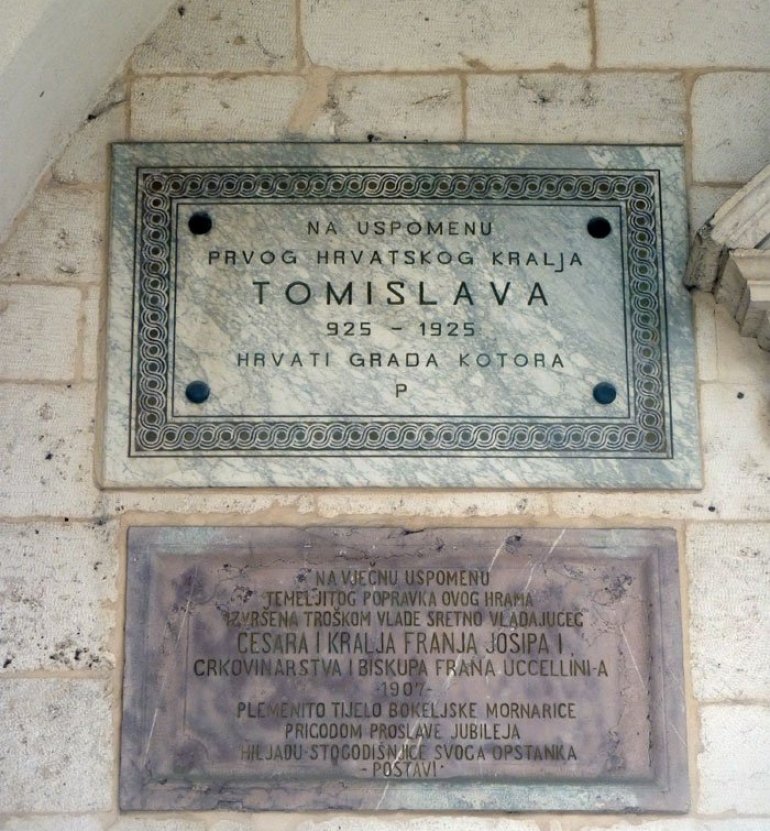 NA USPOMENU
PRVOG HRVATSKOG KRALJA
TOMISLAVA
925 - 1925
HRVATI GRADA KOTORA
P
NA VJEČNU USPOMENU
TEMELJITOG POPRAVKA OVOG HRAMA
IZVRŠENA TROŠKOM VLADE SRETNO VLADAJUĆEG
CESARA I KRALJA FRANJA JOSIPA I
CRKOVINARSTVA I BISKUPA FRANA UCCELLINI-A
-1907-
PLEMENITO TIJELO BOKELJSKE MORNARICE
PRIGODOM PROSLAVE JUBILEJA
HILJADU-STOGODIŠNJICE SVOGA OPSTANKA
- POSTAVI -